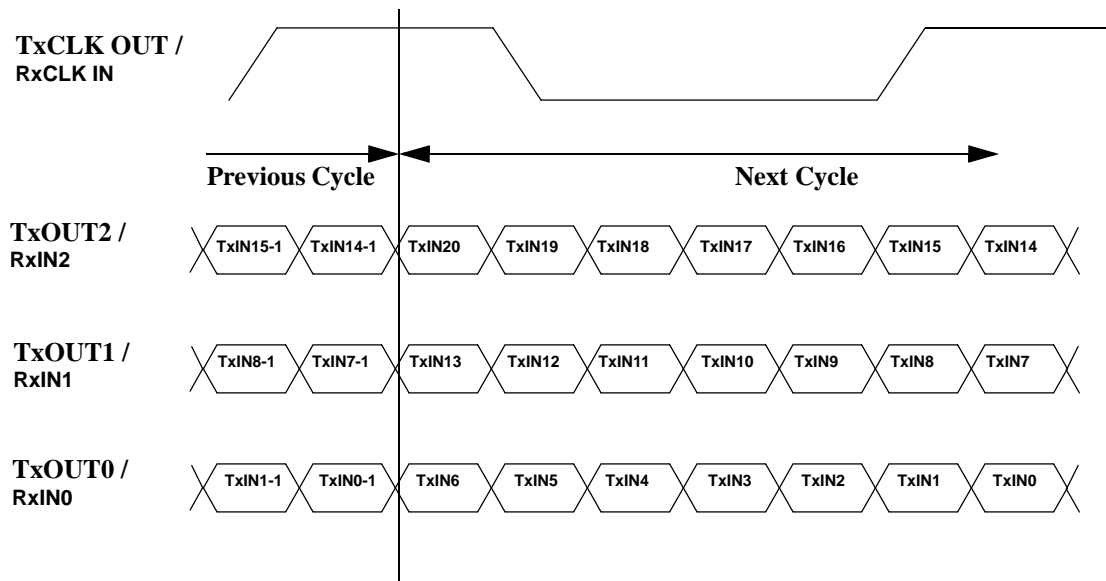 TxCLK OUT /
RxCLK IN
Previous Cycle
Next Cycle
TxOUT2 /
RxIN2
TxIN15-1 TxIN14-1 TxIN20 TxIN19 TxIN18 TxIN17 TxIN16 TxIN15 TxIN14
TxOUT1 /
RxIN1
TxIN8-1 TxIN7-1 TxIN13 TxIN12 TxIN11 TxIN10 TxIN9 TxIN8 TxIN7
TxOUT0 /
RxIN0
TxIN1-1 TxIN0-1 TxIN6 TxIN5 TxIN4 TxIN3 TxIN2 TxIN1 TxIN0